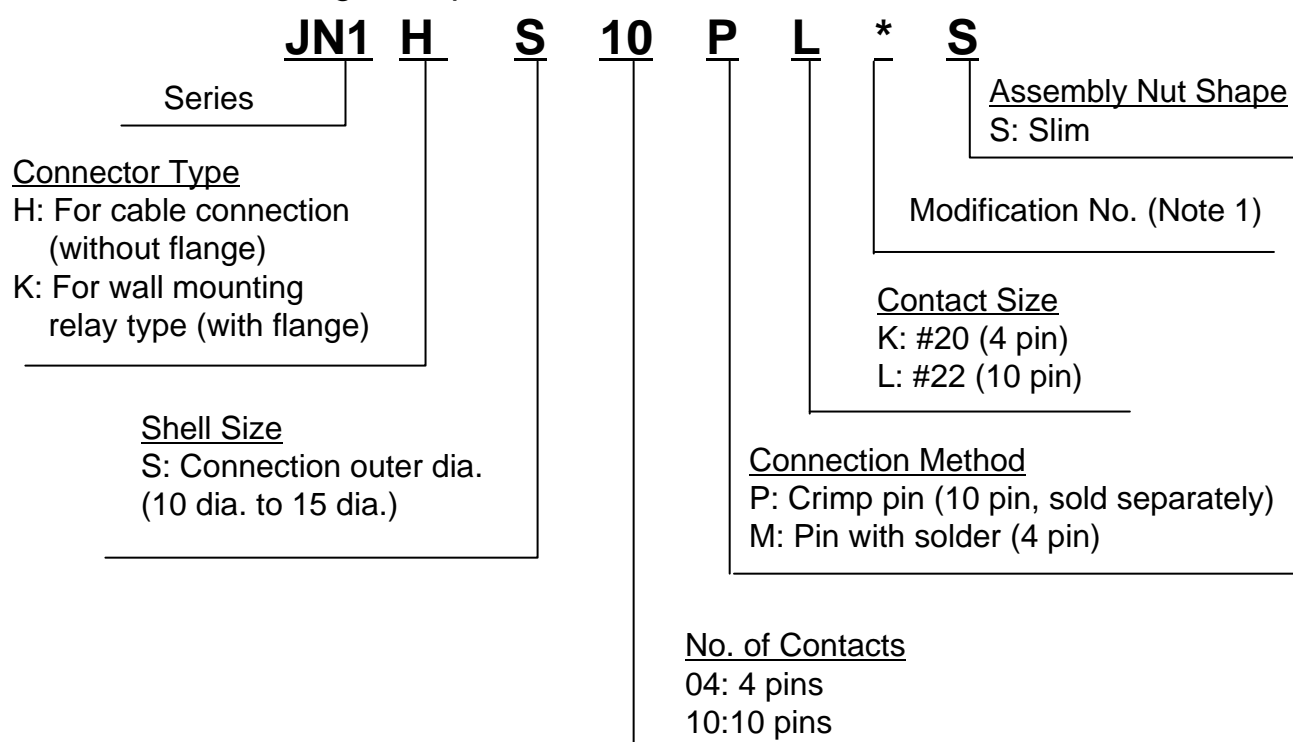 JN1 H S 10 P L * S
Series
Assembly Nut Shape
S: Slim
Connector Type
H: For cable connection
(without flange)
K: For wall mounting
relay type (with flange)
Modification No. (Note 1)
Contact Size
K: #20 (4 pin)
L: #22 (10 pin)
Shell Size
S: Connection outer dia.
(10 dia. to 15 dia.)
Connection Method
P: Crimp pin (10 pin, sold separately)
M: Pin with solder (4 pin)
No. of Contacts
04: 4 pins
10:10 pins